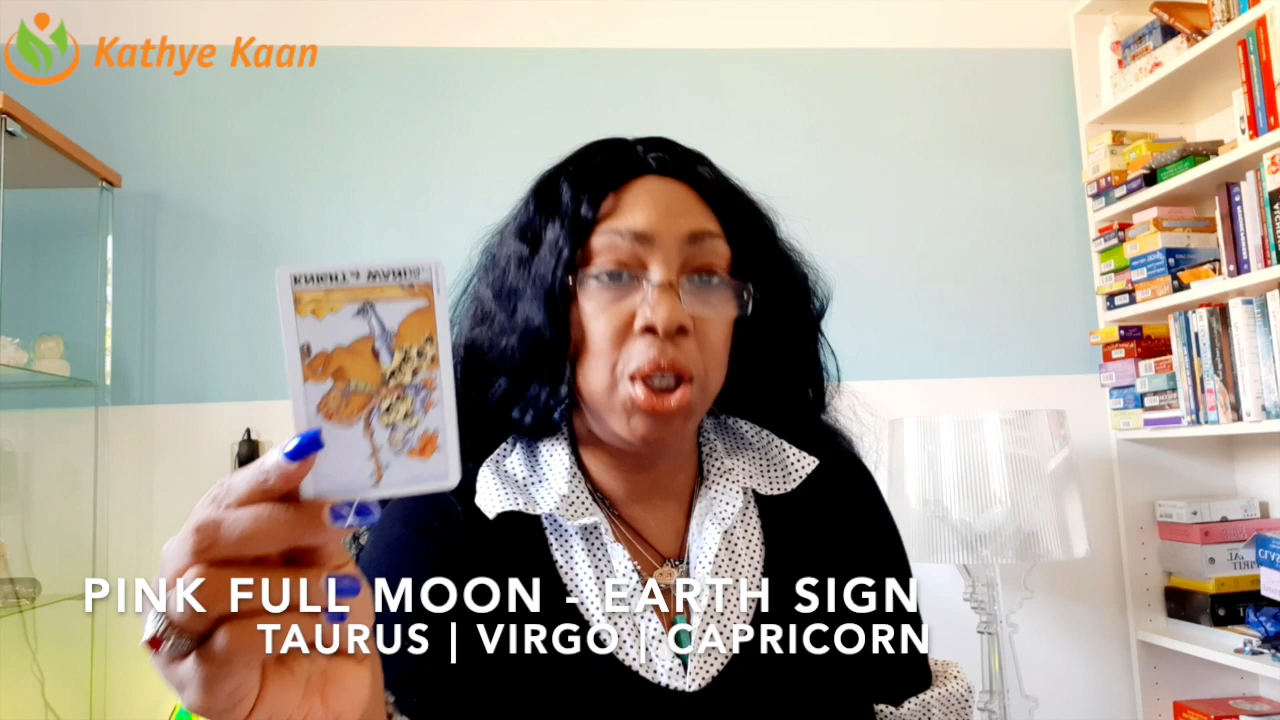 Kathye Kaan
KNIGHT of WANDS.
PINK FULL MOON - EARTH SIGN
TAURUS | VIRGO | CAPRICORN